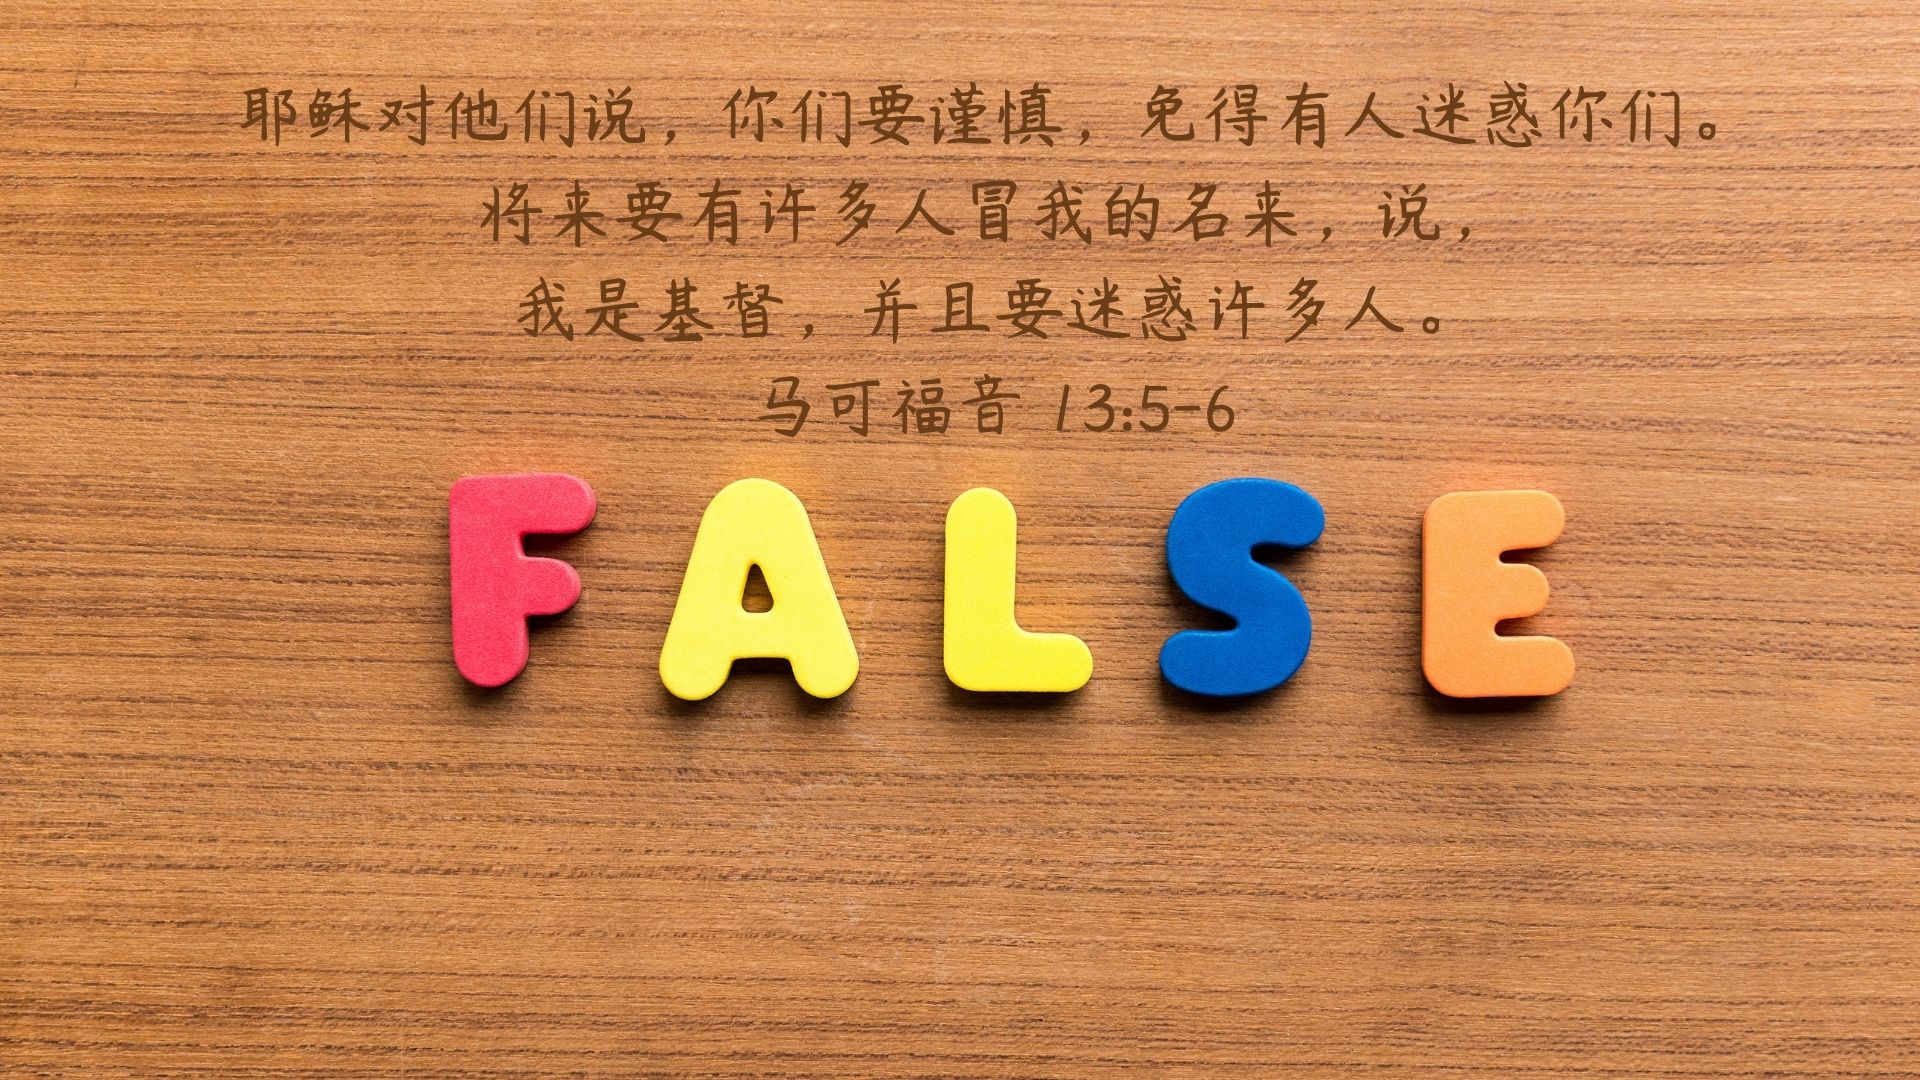 耶稣对他们说，你们要谨慎，免得有人迷惑你们。
将来要有许多人冒我的名来，说，
我是基督，并且要迷惑许多人。
马可福音 13:5-6
FALSE